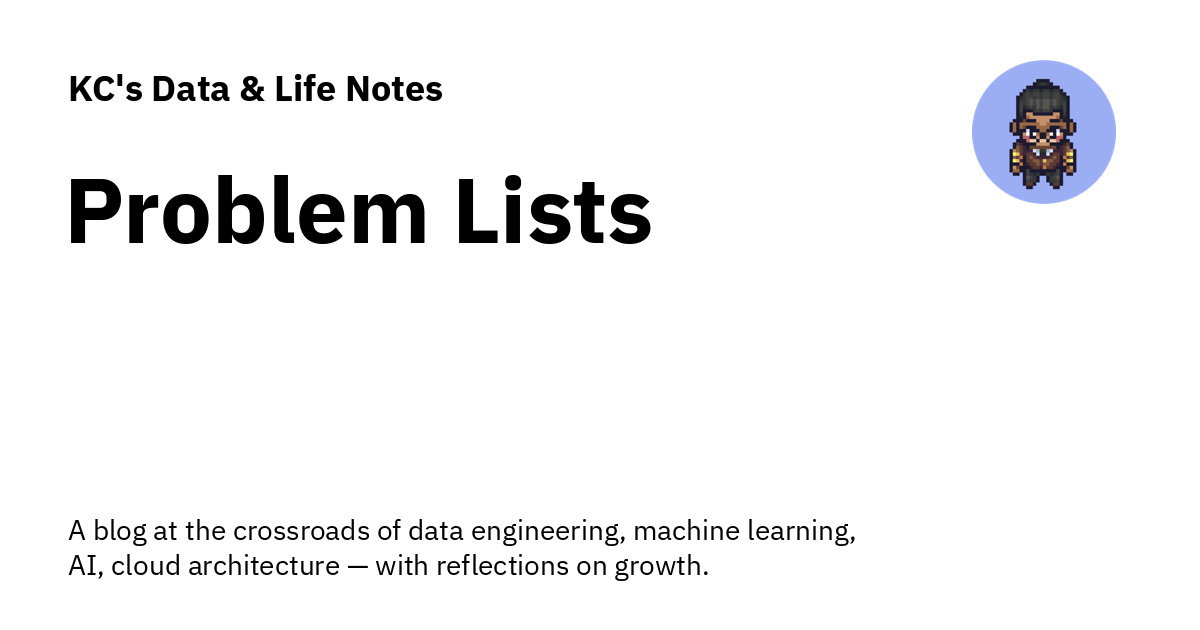 KC's Data & Life Notes
Problem Lists
A blog at the crossroads of data engineering, machine learning,
AI, cloud architecture — with reflections on growth.